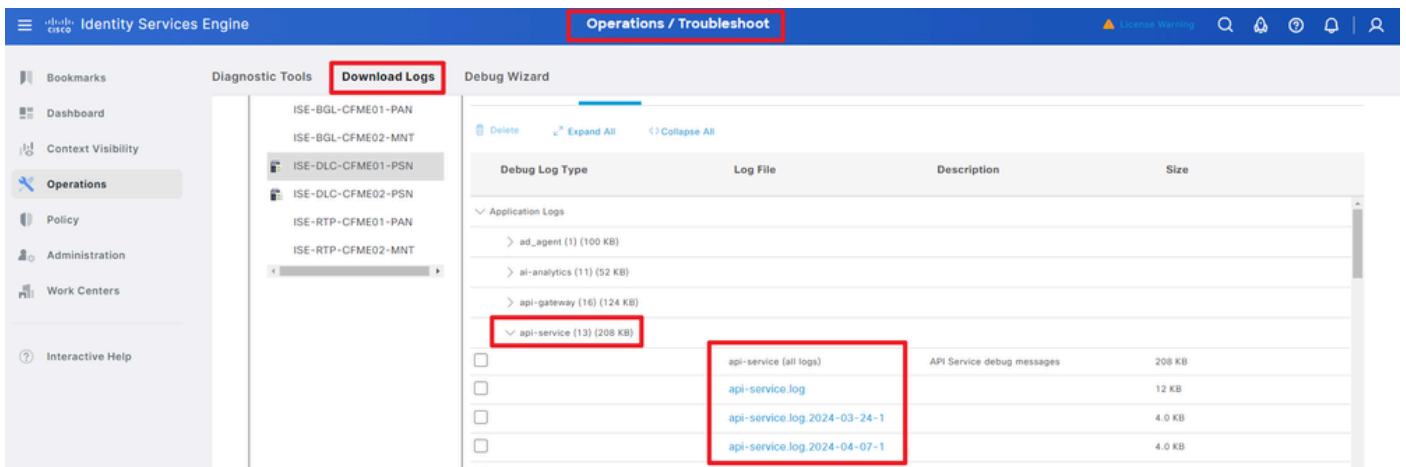 cisco Identity Services Engine
Operations / Troubleshoot
License Warning
Bookmarks
Dashboard
Context Visibility
Operations
Policy
Administration
Work Centers
Interactive Help
Diagnostic Tools Download Logs Debug Wizard
ISE-BGL-CFME01-PAN
ISE-BGL-CFME02-MNT
ISE-DLC-CFME01-PSN
ISE-DLC-CFME02-PSN
ISE-RTP-CFME01-PAN
ISE-RTP-CFME02-MNT
Delete Expand All Collapse All
Debug Log Type Log File Description Size
Application Logs
ad_agent (1) (100 KB)
ai-analytics (11) (52 KB)
api-gateway (16) (124 KB)
api-service (13) (208 KB)
api-service (all logs) API Service debug messages 208 KB
api-service.log 12 KB
api-service.log.2024-03-24-1 4.0 KB
api-service.log.2024-04-07-1 4.0 KB